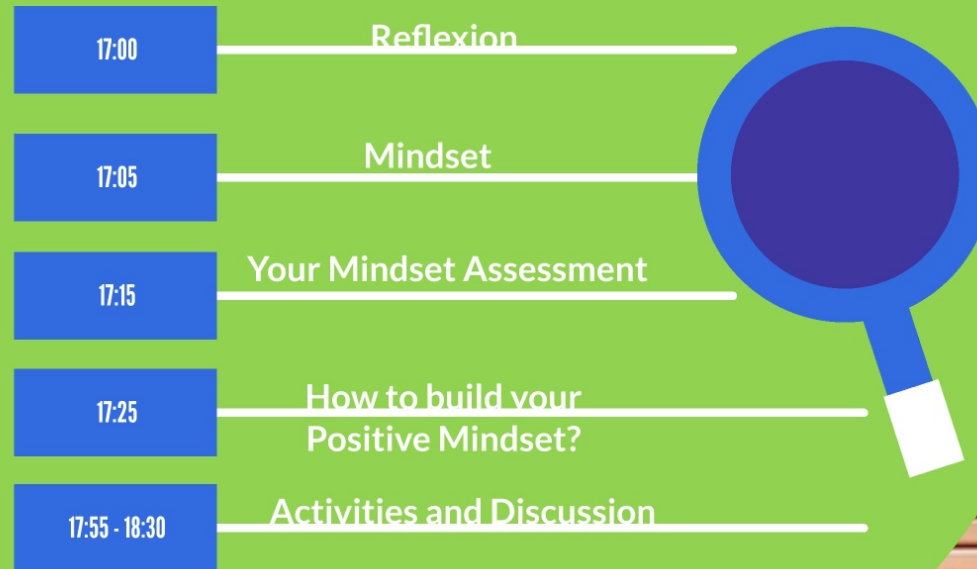 17:00 Reflexion
17:05 Mindset
17:15 Your Mindset Assessment
17:25 How to build your
Positive Mindset?
17:55 - 18:30 Activities and Discussion